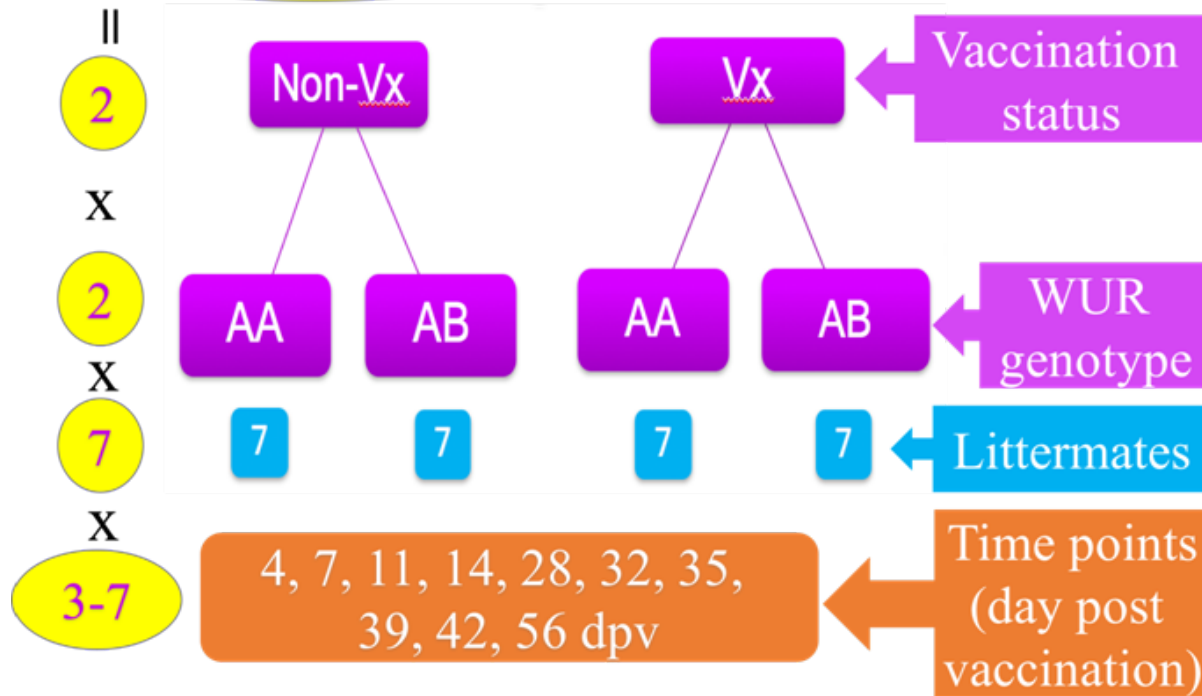 =
2
Non-Vx
Vx
Vaccination
status
x
2
AA
AB
AA
AB
WUR
genotype
x
7
7
7
7
7
Littermates
x
3-7
4, 7, 11, 14, 28, 32, 35,
39, 42, 56 dpv
Time points
(day post
vaccination)